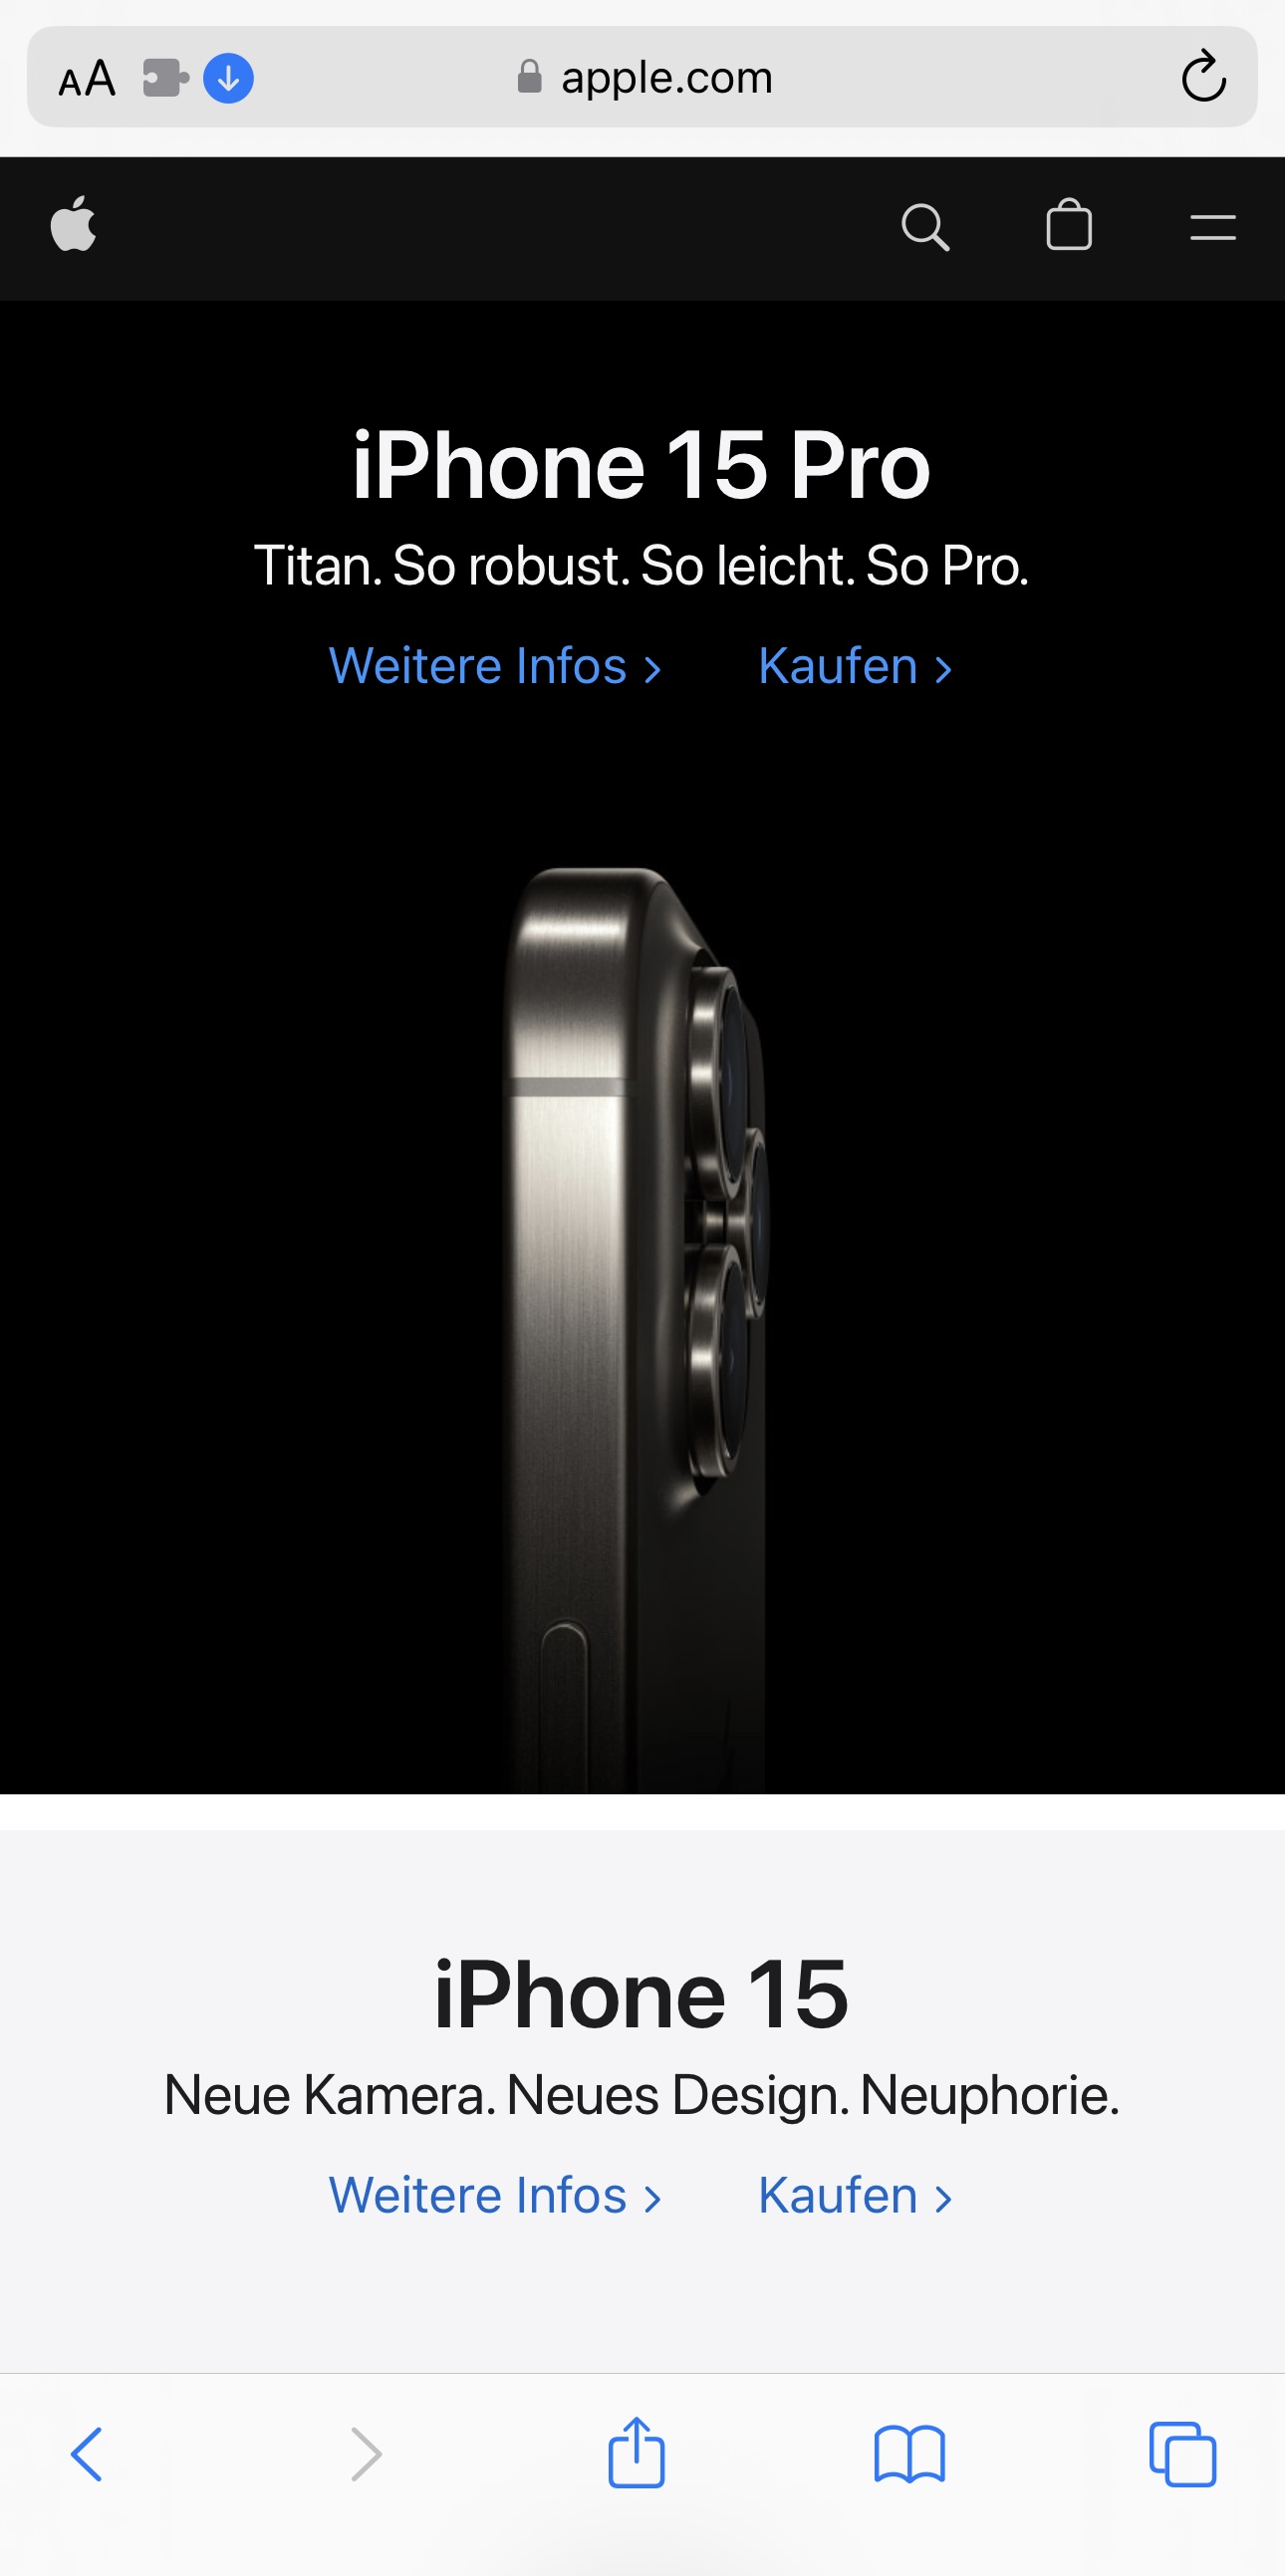 AA
apple.com
iPhone 15 Pro
Titan. So robust. So leicht. So Pro.
Weitere Infos > Kaufen >
iPhone 15
Neue Kamera. Neues Design. Neuphorie.
Weitere Infos > Kaufen >